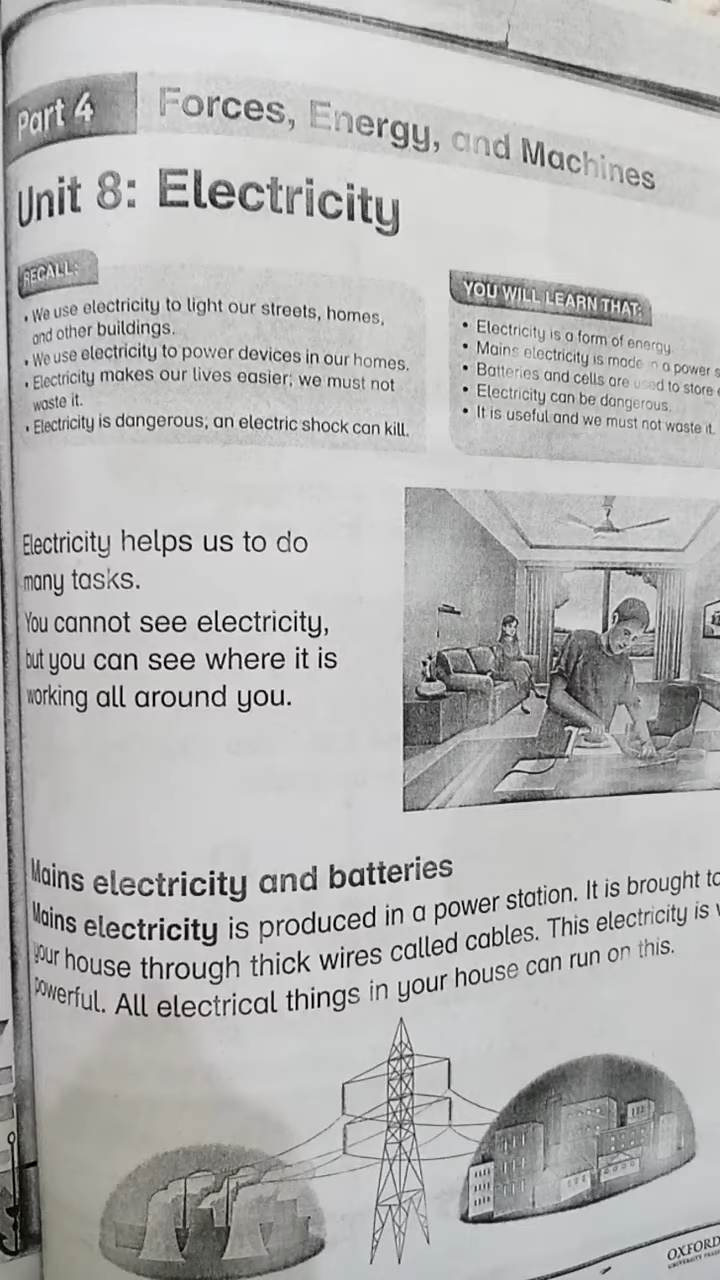 Part 4
Forces, Energy, and Machines
Unit 8: Electricity
RECALL:
• We use electricity to light our streets, homes,
and other buildings.
• We use electricity to power devices in our homes.
• Electricity makes our lives easier; we must not
waste it.
• Electricity is dangerous; an electric shock can kill.
YOU WILL LEARN THAT:
• Electricity is a form of energy.
• Mains electricity is made in a power
• Batteries and cells are used to store
• Electricity can be dangerous.
• It is useful and we must not waste it.
Electricity helps us to do
many tasks.
You cannot see electricity,
but you can see where it is
working all around you.
Mains electricity and batteries
Mains electricity is produced in a power station. It is brought to
your house through thick wires called cables. This electricity is
powerful. All electrical things in your house can run on this.
OXFORD
UNIVERSITY